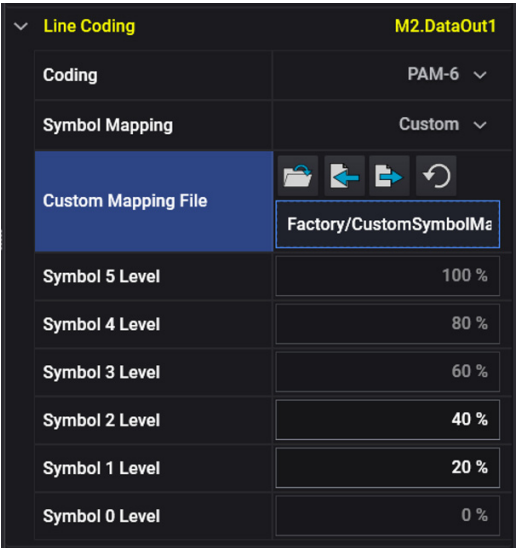 Line Coding M2.DataOut1
Coding PAM-6
Symbol Mapping Custom
Custom Mapping File
Factory/CustomSymbolMa
Symbol 5 Level 100 %
Symbol 4 Level 80 %
Symbol 3 Level 60 %
Symbol 2 Level 40 %
Symbol 1 Level 20 %
Symbol 0 Level 0 %